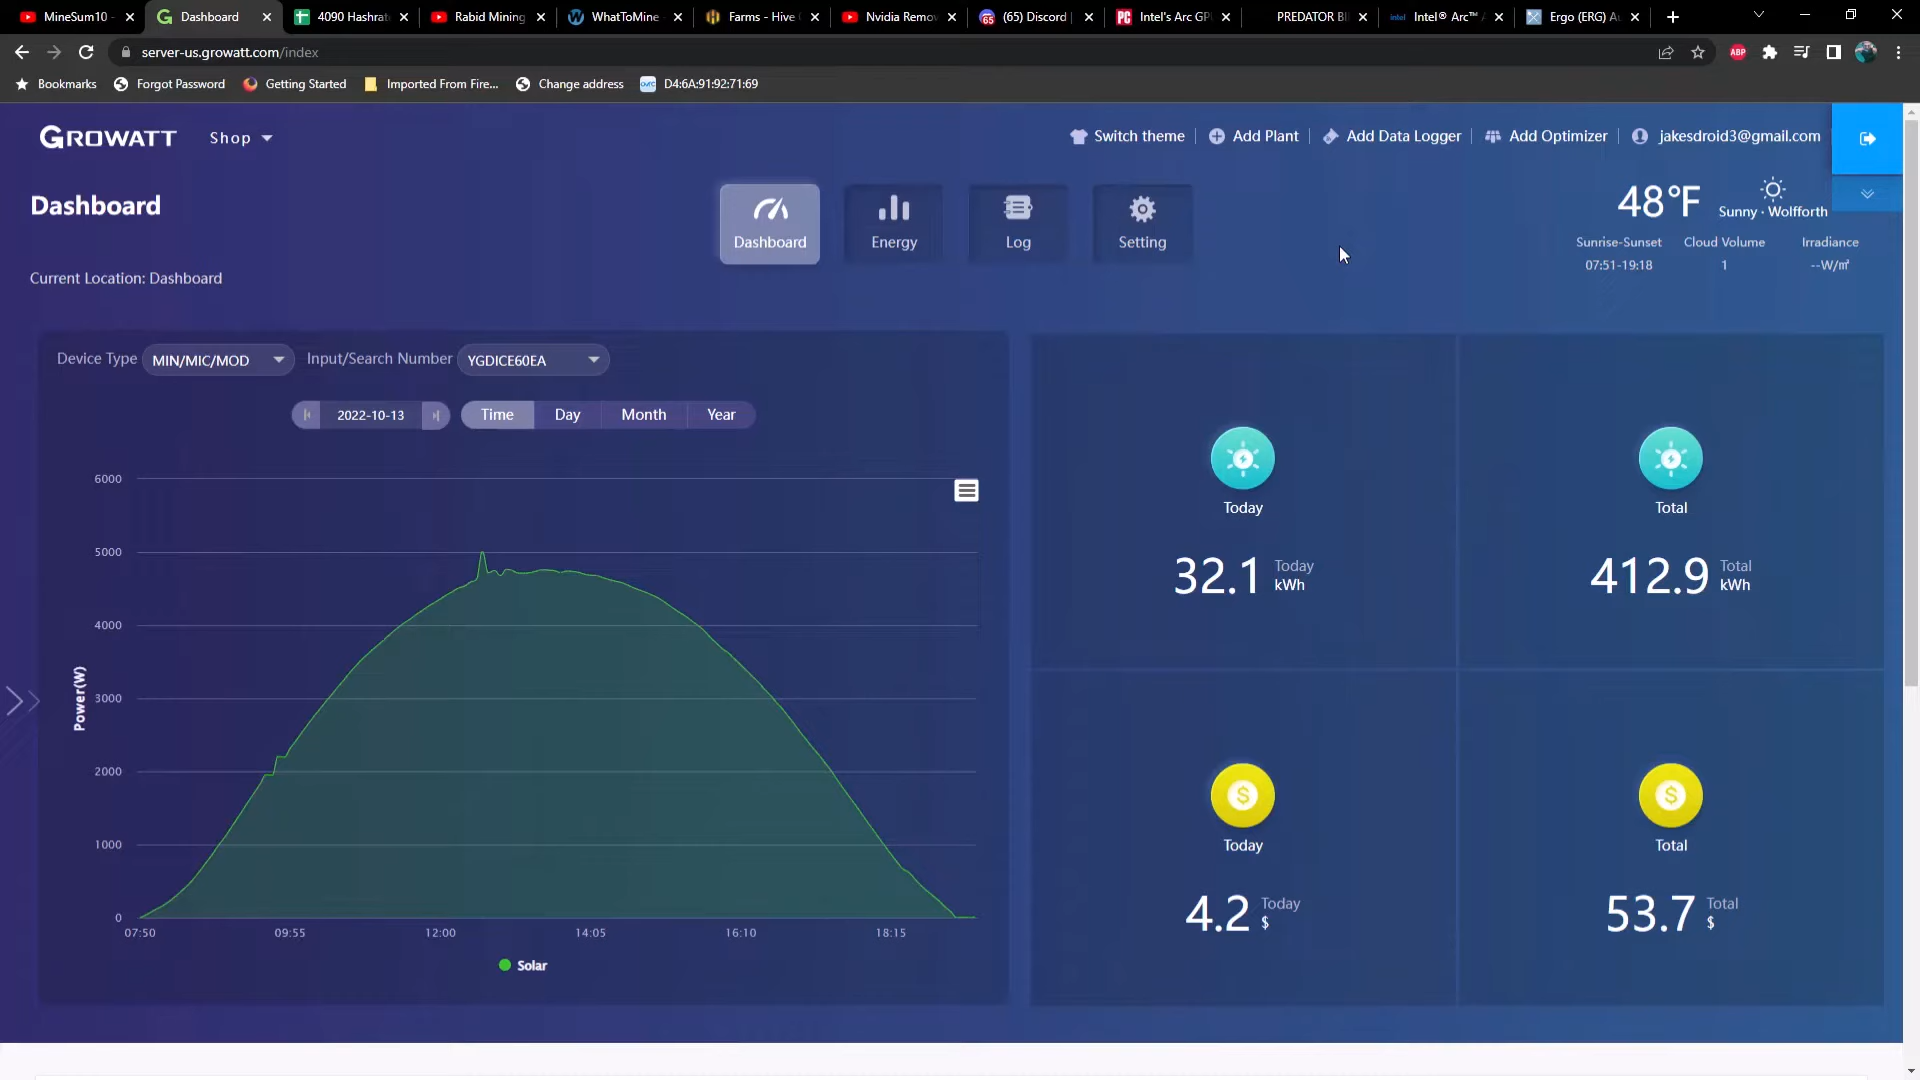 MineSum10 -
Dashboard
4090 Hashrat
Rabid Mining
WhatToMine -
Farms - Hive
Nvidia Remo
(65) Discord |
Intel's Arc GP
PREDATOR BI
Intel® Arc™
Ergo (ERG) A
server-us.growatt.com/index
Bookmarks
Forgot Password
Getting Started
Imported From Fire...
Change address
D4:6A:91:92:71:69
GROWATT
Shop
Switch theme
Add Plant
Add Data Logger
Add Optimizer
jakesdroid3@gmail.com
Dashboard
Dashboard
Energy
Log
Setting
48°F
Sunny · Wolfforth
Sunrise-Sunset
Cloud Volume
Irradiance
07:51-19:18
1
--W/㎡
Current Location: Dashboard
Device Type
MIN/MIC/MOD
Input/Search Number
YGDICE60EA
2022-10-13
Time
Day
Month
Year
6000
5000
4000
3000
2000
1000
0
Power(W)
07:50
09:55
12:00
14:05
16:10
18:15
Solar
Today
32.1 Today
kWh
Total
412.9 Total
kWh
Today
4.2 Today
$
Total
53.7 Total
$